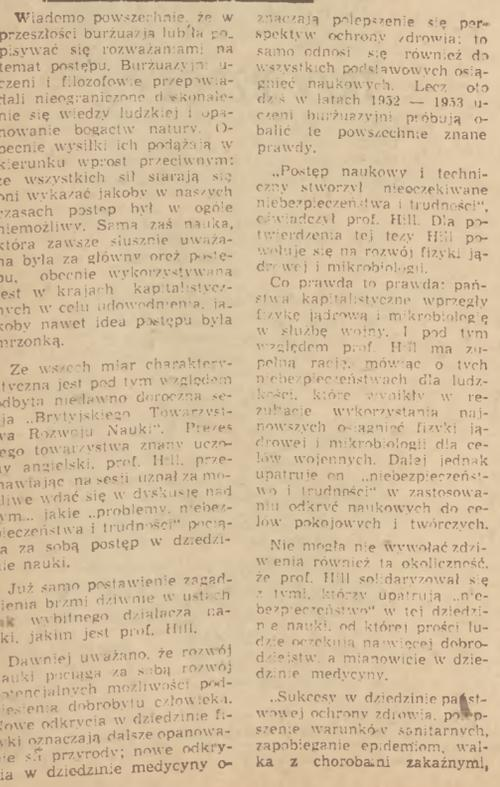 Wiadomo powszechnie, że w
przeszłości burżuazja lubiła
pisywać się rozważaniami na
temat postępu. Burżuazyjni u-
czeni i filozofowie przepowia-
dali nieograniczone doskonale-
nie się wiedzy ludzkiej i opa-
nowanie bogactw natury. O-
becnie wysiłki ich podążają w
kierunku wprost przeciwnym:
ze wszystkich sił starają się
oni wykazać jakoby w naszych
czasach postęp był w ogóle
niemożliwy. Sama zaś nauka,
która zawsze słusznie uważa-
na była za główny oręż postę-
pu, obecnie wykorzystywana
jest w krajach kapitalistycz-
nych w celu udowodnienia, ja-
koby nawet idea postępu była
mrzonką.
Ze wszech miar charaktery-
styczna jest pod tym względem
odbyta niedawno doroczna se-
sja „Brytyjskiego Towarzyst-
wa Rozwoju Nauki”. Prezes
tego towarzystwa znany uczo-
ny angielski, prof. Hill, prze-
mawiając na sesji uznał za mo-
żliwe wdać się w dyskusję nad
tym... jakie „problemy, niebez-
pieczeństwa i trudności” pocią-
ga za sobą postęp w dziedzi-
nie nauki.
Już samo postawienie zagad-
nienia brzmi dziwnie w ustach
tak wybitnego działacza na-
uki, jakim jest prof. Hill.
Dawniej uważano, że rozwój
nauki pociąga za sobą rozwój
potencjalnych możliwości pod-
niesienia dobrobytu człowieka.
Nowe odkrycia w dziedzinie fi-
zyki oznaczają dalsze opanowa-
nie sił przyrody; nowe odkry-
cia w dziedzinie medycyny o-
znaczają polepszenie się per-
spektyw ochrony zdrowia; to
samo odnosi się również do
wszystkich podstawowych osią-
gnięć naukowych. Lecz oto
dziś w latach 1952 — 1953 u-
czeni burżuazyjni próbują o-
balić te powszechnie znane
prawdy.
„Postęp naukowy i techni-
czny stworzył nieoczekiwane
niebezpieczeństwa i trudności”,
oświadczył prof. Hill. Dla po-
twierdzenia tej tezy Hill po-
wołuje się na rozwój fizyki ją-
drowej i mikrobiologii.
Co prawda to prawda: pań-
stwa kapitalistyczne wprzęgły
fizykę jądrową i mikrobiologię
w służbę wojny. I pod tym
względem prof. Hill ma zu-
pełną rację, mówiąc o tych
niebezpieczeństwach dla ludz-
kości, które wynikły w re-
zultacie wykorzystania naj-
nowszych osiągnięć fizyki ją-
drowej i mikrobiologii dla ce-
lów wojennych. Dalej jednak
upatruje on „niebezpieczeńst-
wo i trudności” w zastosowa-
niu odkryć naukowych do ce-
lów pokojowych i twórczych.
Nie mogła nie wywołać zdzi-
wienia również ta okoliczność,
że prof. Hill solidaryzował się
z tymi, którzy upatrują „nie-
bezpieczeństwo” w tej dziedzi-
nie nauki, od której prości lu-
dzie oczekują najwięcej dobro-
dziejstw, a mianowicie w dzie-
dzinie medycyny.
„Sukcesy w dziedzinie państ-
wowej ochrony zdrowia, polep-
szenie warunków sanitarnych,
zapobieganie epidemiom, wal-
ka z chorobami zakaźnymi,